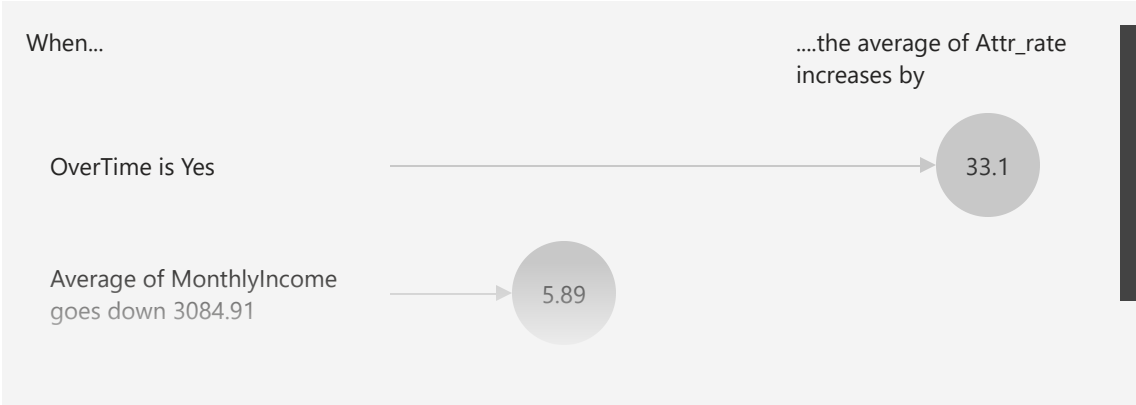 When...
....the average of Attr_rate
increases by
OverTime is Yes
33.1
Average of MonthlyIncome
goes down 3084.91
5.89